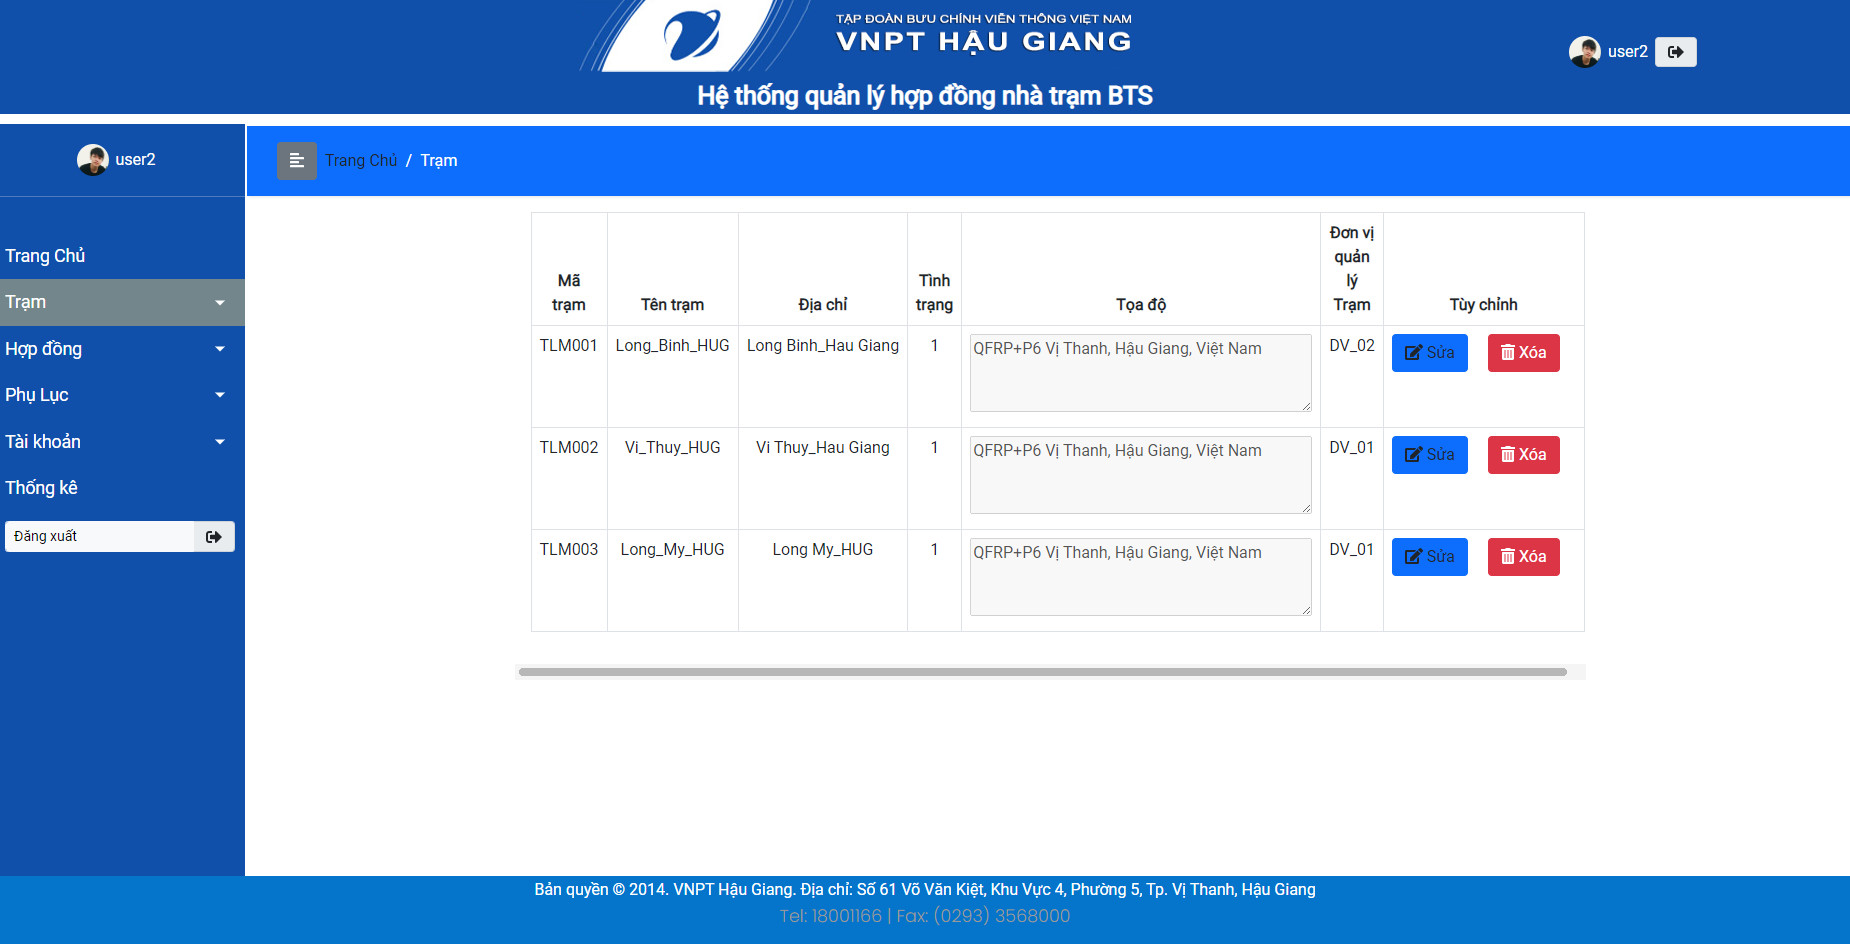 TẬP ĐOÀN BƯU CHÍNH VIỄN THÔNG VIỆT NAM
VNPT HẬU GIANG
user2
Hệ thống quản lý hợp đồng nhà trạm BTS
user2
Trang Chủ / Trạm
Trang Chủ
Trạm
Hợp đồng
Phụ Lục
Tài khoản
Thống kê
Đăng xuất
Mã trạm Tên trạm Địa chỉ Tình trạng Tọa độ Đơn vị quản lý Trạm Tùy chỉnh
TLM001 Long_Binh_HUG Long Binh_Hau Giang 1 QFRP+P6 Vị Thanh, Hậu Giang, Việt Nam DV_02 Sửa Xóa
TLM002 Vi_Thuy_HUG Vi Thuy_Hau Giang 1 QFRP+P6 Vị Thanh, Hậu Giang, Việt Nam DV_01 Sửa Xóa
TLM003 Long_My_HUG Long My_HUG 1 QFRP+P6 Vị Thanh, Hậu Giang, Việt Nam DV_01 Sửa Xóa
Bản quyền © 2014. VNPT Hậu Giang. Địa chỉ: Số 61 Võ Văn Kiệt, Khu Vực 4, Phường 5, Tp. Vị Thanh, Hậu Giang
Tel: 18001166 | Fax: (0293) 3568000